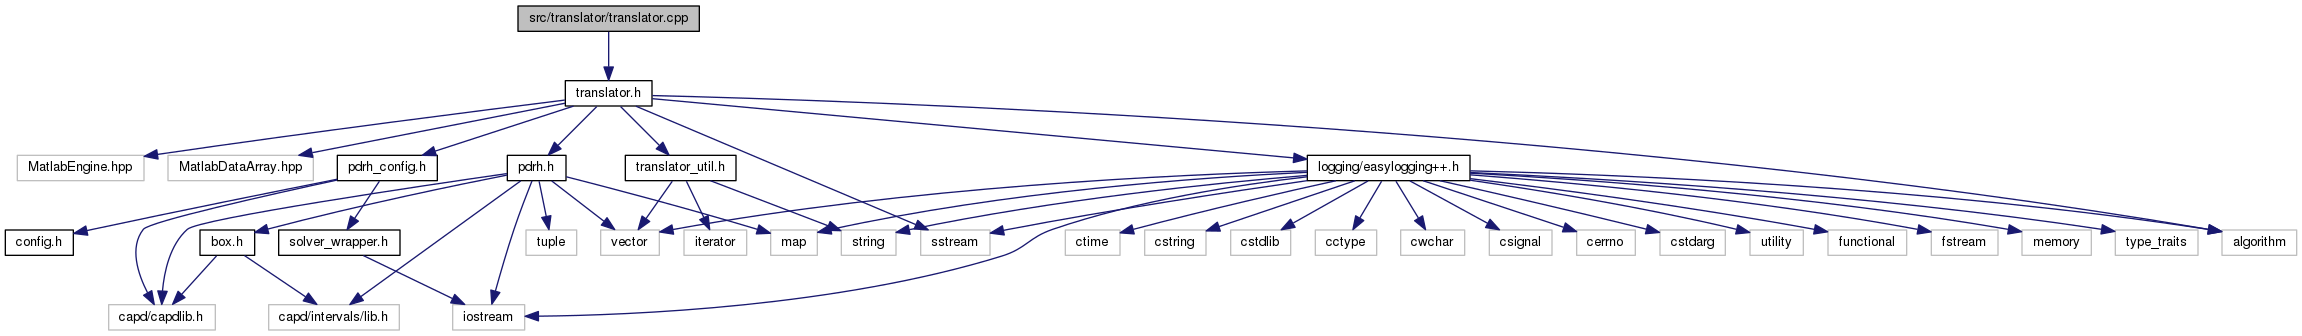 src/translator/translator.cpp
translator.h
MatlabEngine.hpp
MatlabDataArray.hpp
pdrh_config.h
pdrh.h
translator_util.h
logging/easylogging++.h
config.h
box.h
solver_wrapper.h
tuple
vector
iterator
map
string
sstream
ctime
cstring
cstdlib
cctype
cwchar
csignal
cerrno
cstdarg
utility
functional
fstream
memory
type_traits
algorithm
capd/capdlib.h
capd/intervals/lib.h
iostream